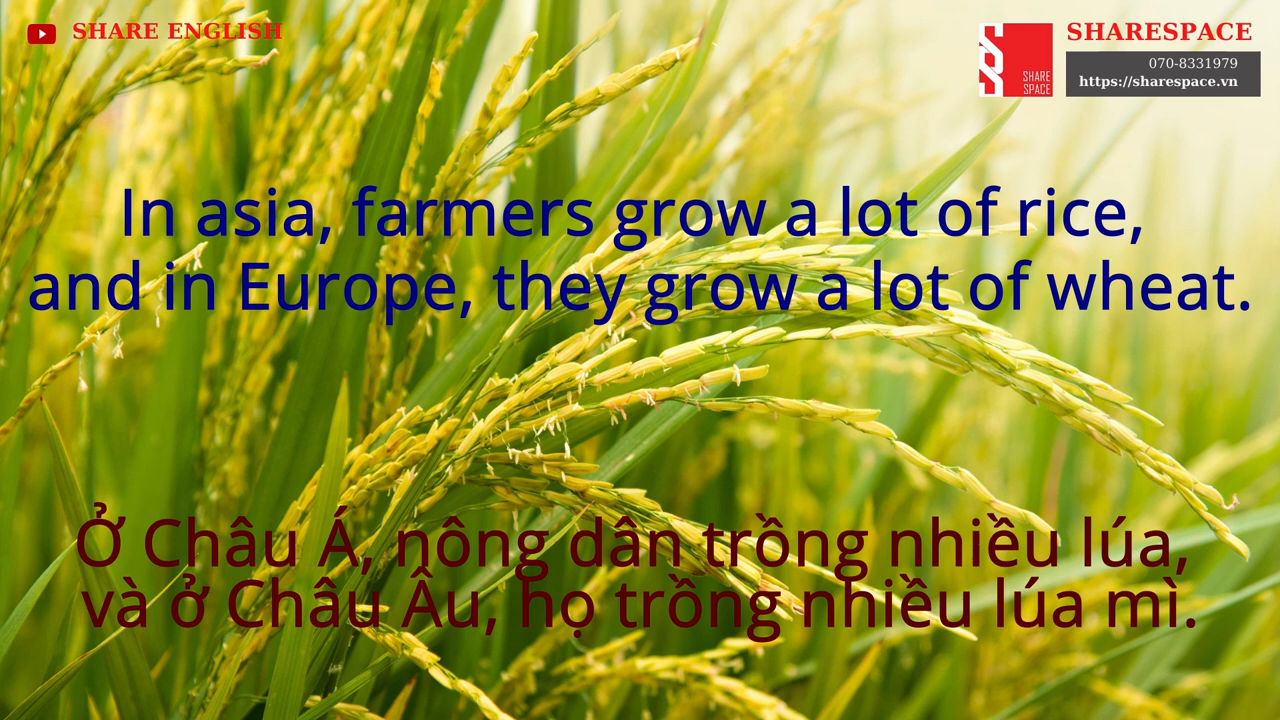 SHARE ENGLISH
SHARESPACE
070-8331979
https://sharespace.vn
SHARE
SPACE
In asia, farmers grow a lot of rice,
and in Europe, they grow a lot of wheat.
Ở Châu Á, nông dân trồng nhiều lúa,
và ở Châu Âu, họ trồng nhiều lúa mì.